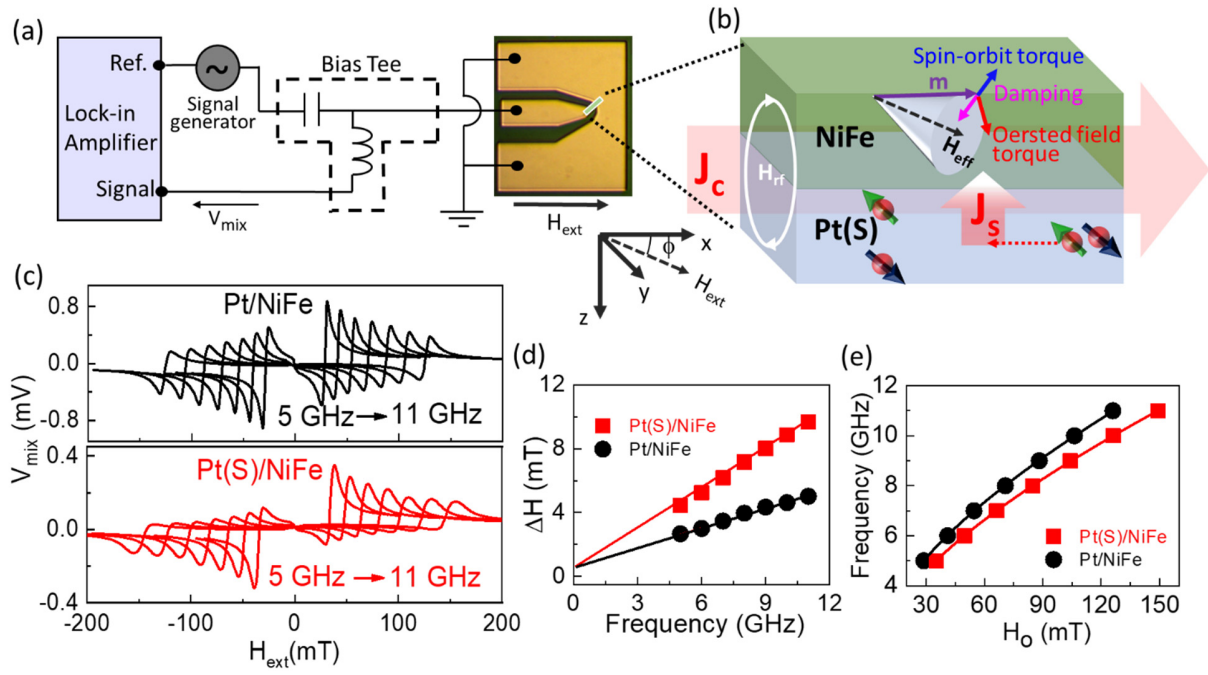 (a)
Ref.
Lock-in
Amplifier
Signal
~
Signal
generator
Bias Tee
V_mix
H_ext
x
ϕ
H_ext
y
z
(b)
Spin-orbit torque
m
Damping
NiFe
H_eff
Oersted field
torque
J_c
H_rf
J_s
Pt(S)
(c)
Pt/NiFe
5 GHz→11 GHz
0.8
0.0
-0.8
Pt(S)/NiFe
5 GHz→11 GHz
0.4
0.0
-0.4
V_mix (mV)
-200 -100 0 100 200
H_ext(mT)
(d)
Pt(S)/NiFe
Pt/NiFe
12
8
4
0
ΔH (mT)
0 3 6 9 12
Frequency (GHz)
(e)
12
10
8
6
4
Frequency (GHz)
Pt(S)/NiFe
Pt/NiFe
30 60 90 120 150
H_o (mT)